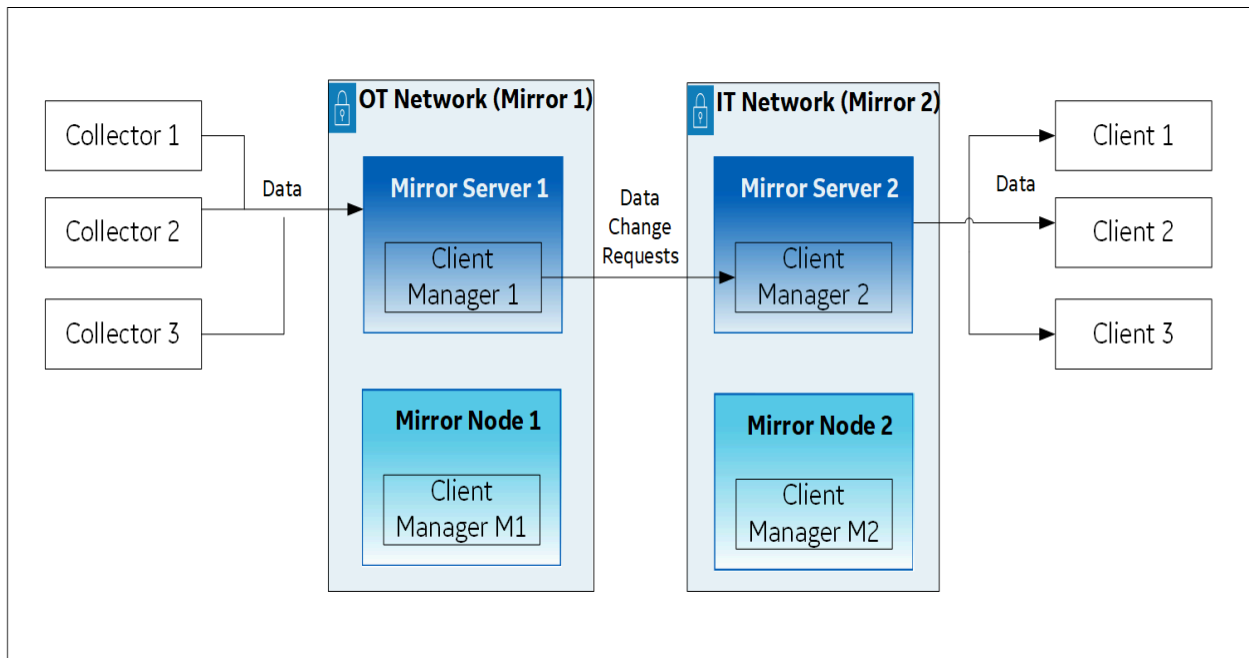 OT Network (Mirror 1)
IT Network (Mirror 2)
Collector 1
Collector 2
Collector 3
Data
Mirror Server 1
Client
Manager 1
Data
Change
Requests
Mirror Server 2
Client
Manager 2
Data
Client 1
Client 2
Client 3
Mirror Node 1
Client
Manager M1
Mirror Node 2
Client
Manager M2